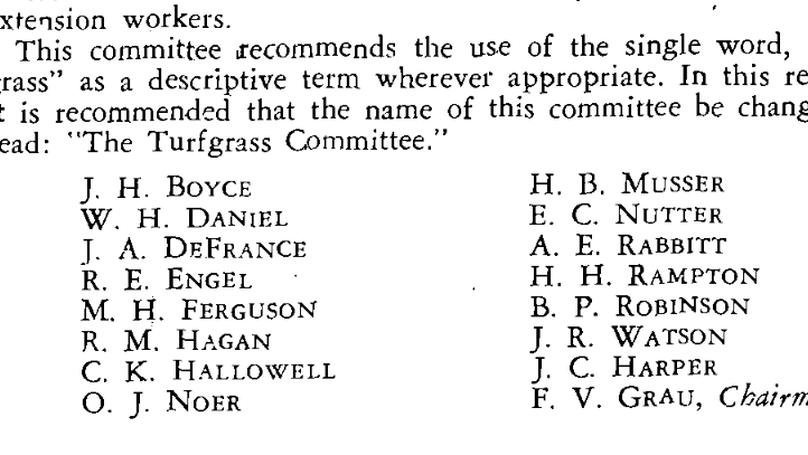 xtension workers.
This committee recommends the use of the single word,
rass" as a descriptive term wherever appropriate. In this re
t is recommended that the name of this committee be chang
ead: "The Turfgrass Committee."
J. H. BOYCE
W. H. DANIEL
J. A. DEFRANCE
R. E. ENGEL
M. H. FERGUSON
R. M. HAGAN
C. K. HALLOWELL
O. J. NOER
H. B. MUSSER
E. C. NUTTER
A. E. RABBITT
H. H. RAMPTON
B. P. ROBINSON
J. R. WATSON
J. C. HARPER
F. V. GRAU, Chairm